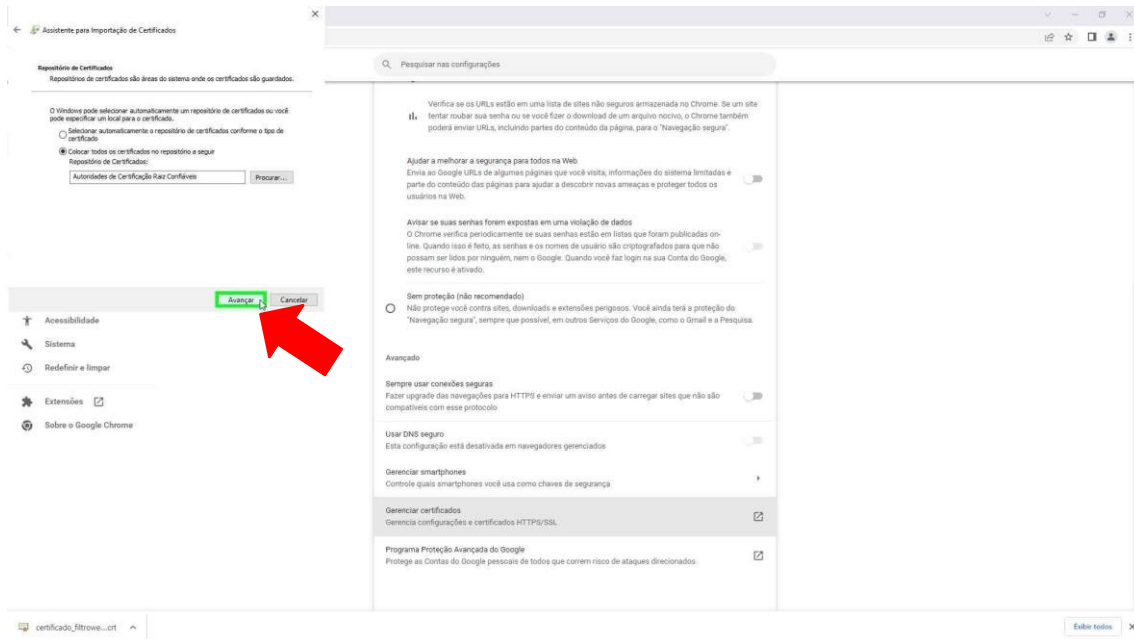 Assistente para Importação de Certificados
Repositório de Certificados
Repositórios de certificados são áreas do sistema onde os certificados são guardados.
O Windows pode selecionar automaticamente um repositório de certificados ou você
pode especificar um local para o certificado.
Selecionar automaticamente o repositório de certificados conforme o tipo de
certificado
Colocar todos os certificados no repositório a seguir
Repositório de Certificados:
Autoridades de Certificação Raiz Confiáveis
Procurar...
Avançar
Cancelar
Acessibilidade
Sistema
Redefinir e limpar
Extensões
Sobre o Google Chrome
Pesquisar nas configurações
Verifica se os URLs estão em uma lista de sites não seguros armazenada no Chrome. Se um site
tentar roubar sua senha ou se você fizer o download de um arquivo nocivo, o Chrome também
poderá enviar URLs, incluindo partes do conteúdo da página, para o "Navegação segura".
Ajudar a melhorar a segurança para todos na Web
Envia ao Google URLs de algumas páginas que você visita, informações do sistema limitadas e
parte do conteúdo das páginas para ajudar a descobrir novas ameaças e proteger todos os
usuários na Web.
Avisar se suas senhas forem expostas em uma violação de dados
O Chrome verifica periodicamente se suas senhas estão em listas que foram publicadas on-
line. Quando isso é feito, as senhas e os nomes de usuário são criptografados para que não
possam ser lidos por ninguém, nem o Google. Quando você faz login na sua Conta do Google,
este recurso é ativado.
Sem proteção (não recomendado)
Não protege você contra sites, downloads e extensões perigosos. Você ainda terá a proteção do
"Navegação segura", sempre que possível, em outros Serviços do Google, como o Gmail e a Pesquisa.
Avançado
Sempre usar conexões seguras
Fazer upgrade das navegações para HTTPS e enviar um aviso antes de carregar sites que não são
compatíveis com esse protocolo
Usar DNS seguro
Esta configuração está desativada em navegadores gerenciados
Gerenciar smartphones
Controle quais smartphones você usa como chaves de segurança
Gerenciar certificados
Gerencia configurações e certificados HTTPS/SSL
Programa Proteção Avançada do Google
Protege as Contas do Google pessoais de todos que correm risco de ataques direcionados.
certificado_filtrowe....crt
Exibir todos